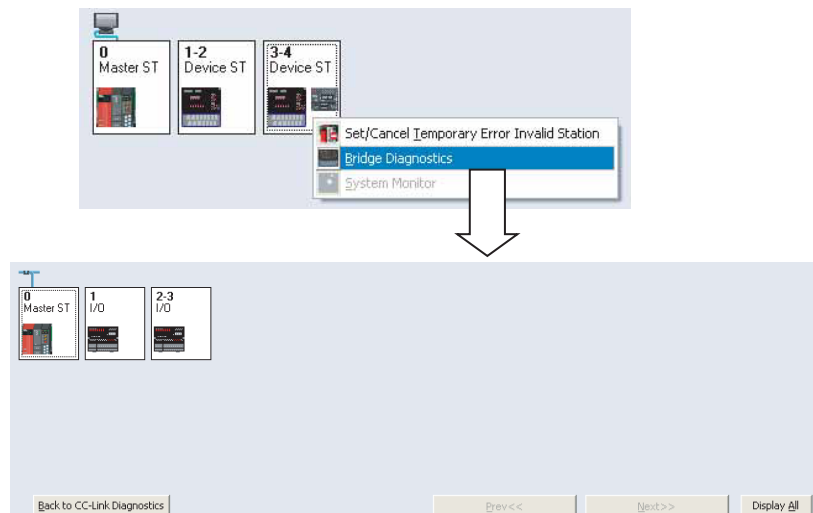 0
Master ST
1-2
Device ST
3-4
Device ST
Set/Cancel Temporary Error Invalid Station
Bridge Diagnostics
System Monitor
0
Master ST
1
I/O
2-3
I/O
Back to CC-Link Diagnostics
Prev<<
Next>>
Display All